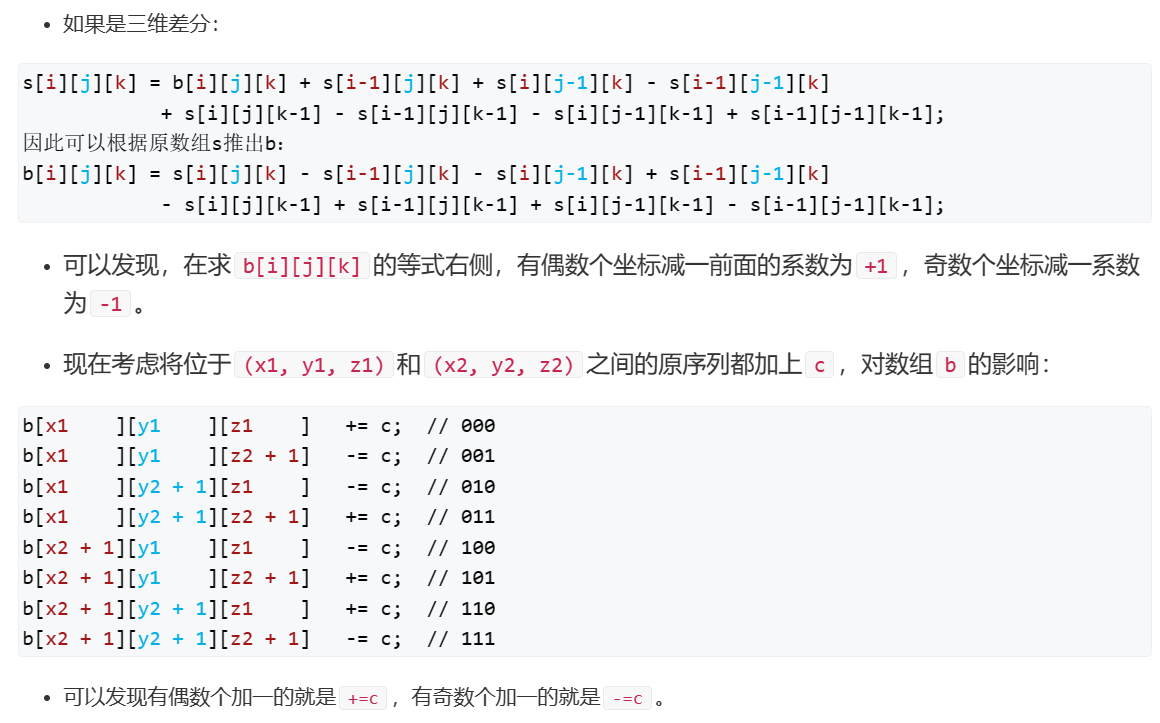 • 如果是三维差分：
s[i][j][k] = b[i][j][k] + s[i-1][j][k] + s[i][j-1][k] - s[i-1][j-1][k]
            + s[i][j][k-1] - s[i-1][j][k-1] - s[i][j-1][k-1] + s[i-1][j-1][k-1];
因此可以根据原数组s推出b：
b[i][j][k] = s[i][j][k] - s[i-1][j][k] - s[i][j-1][k] + s[i-1][j-1][k]
            - s[i][j][k-1] + s[i-1][j][k-1] + s[i][j-1][k-1] - s[i-1][j-1][k-1];
• 可以发现，在求 b[i][j][k] 的等式右侧，有偶数个坐标减一前面的系数为 +1 ，奇数个坐标减一系数
为 -1 。
• 现在考虑将位于 (x1, y1, z1) 和 (x2, y2, z2) 之间的原序列都加上 c ，对数组 b 的影响：
b[x1    ][y1    ][z1    ]   += c;  // 000
b[x1    ][y1    ][z2 + 1]   -= c;  // 001
b[x1    ][y2 + 1][z1    ]   -= c;  // 010
b[x1    ][y2 + 1][z2 + 1]   += c;  // 011
b[x2 + 1][y1    ][z1    ]   -= c;  // 100
b[x2 + 1][y1    ][z2 + 1]   += c;  // 101
b[x2 + 1][y2 + 1][z1    ]   += c;  // 110
b[x2 + 1][y2 + 1][z2 + 1]   -= c;  // 111
• 可以发现有偶数个加一的就是 +=c ，有奇数个加一的就是 -=c 。